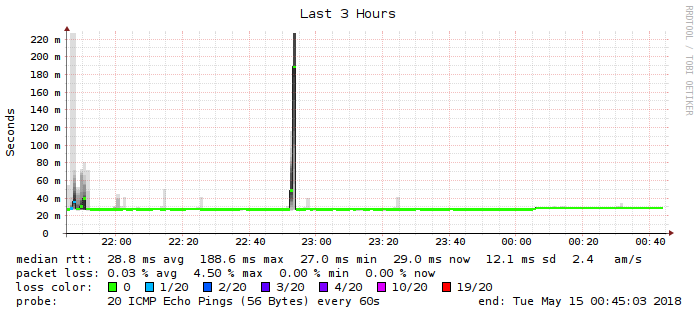 Last 3 Hours
RRDTOOL / TOBI OETIKER
Seconds
220 m
200 m
180 m
160 m
140 m
120 m
100 m
80 m
60 m
40 m
20 m
0
22:00 22:20 22:40 23:00 23:20 23:40 00:00 00:20 00:40
median rtt: 28.8 ms avg 188.6 ms max 27.0 ms min 29.0 ms now 12.1 ms sd 2.4 am/s
packet loss: 0.03 % avg 4.50 % max 0.00 % min 0.00 % now
loss color: 0 1/20 2/20 3/20 4/20 10/20 19/20
probe: 20 ICMP Echo Pings (56 Bytes) every 60s end: Tue May 15 00:45:03 2018